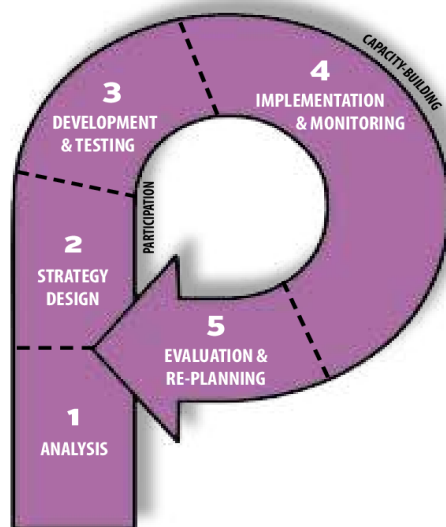 1
ANALYSIS
2
STRATEGY
DESIGN
3
DEVELOPMENT
& TESTING
4
IMPLEMENTATION
& MONITORING
5
EVALUATION &
RE-PLANNING
PARTICIPATION
CAPACITY-BUILDING